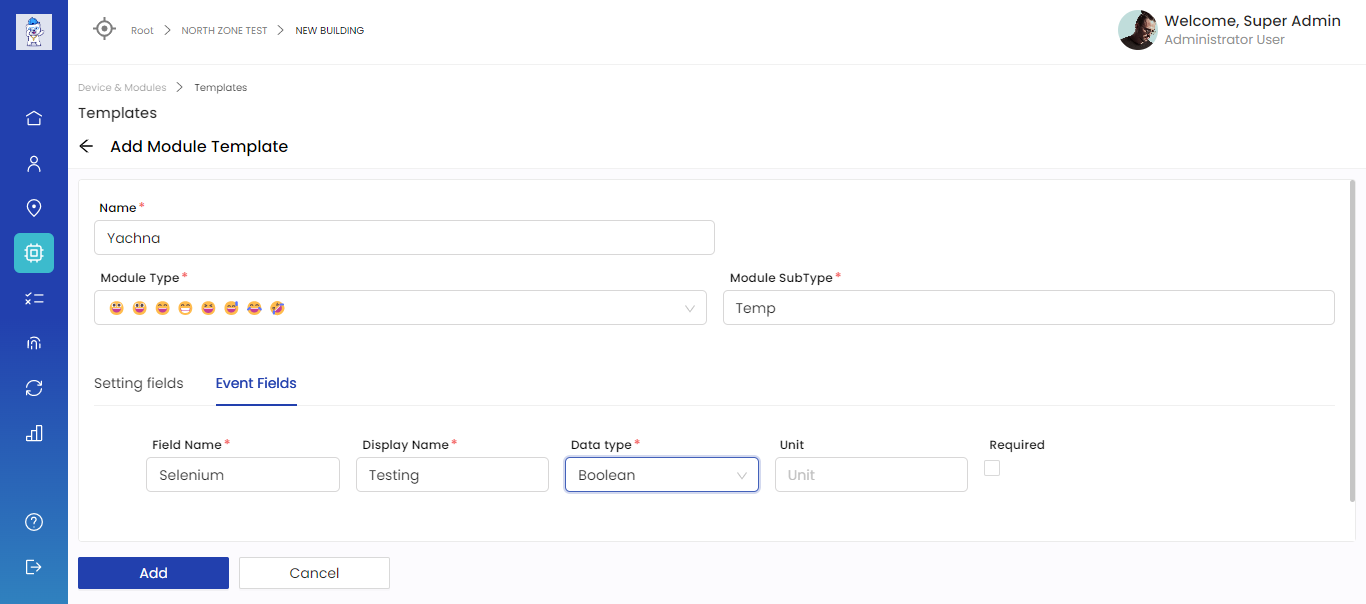 Root > NORTH ZONE TEST > NEW BUILDING
Welcome, Super Admin
Administrator User
Device & Modules > Templates
Templates
← Add Module Template
Name*
Yachna
Module Type* Module SubType*
😀 😃 😄 😁 😆 😅 😂 🤣 Temp
Setting fields Event Fields
Field Name* Display Name* Data type* Unit Required
Selenium Testing Boolean Unit
Add Cancel